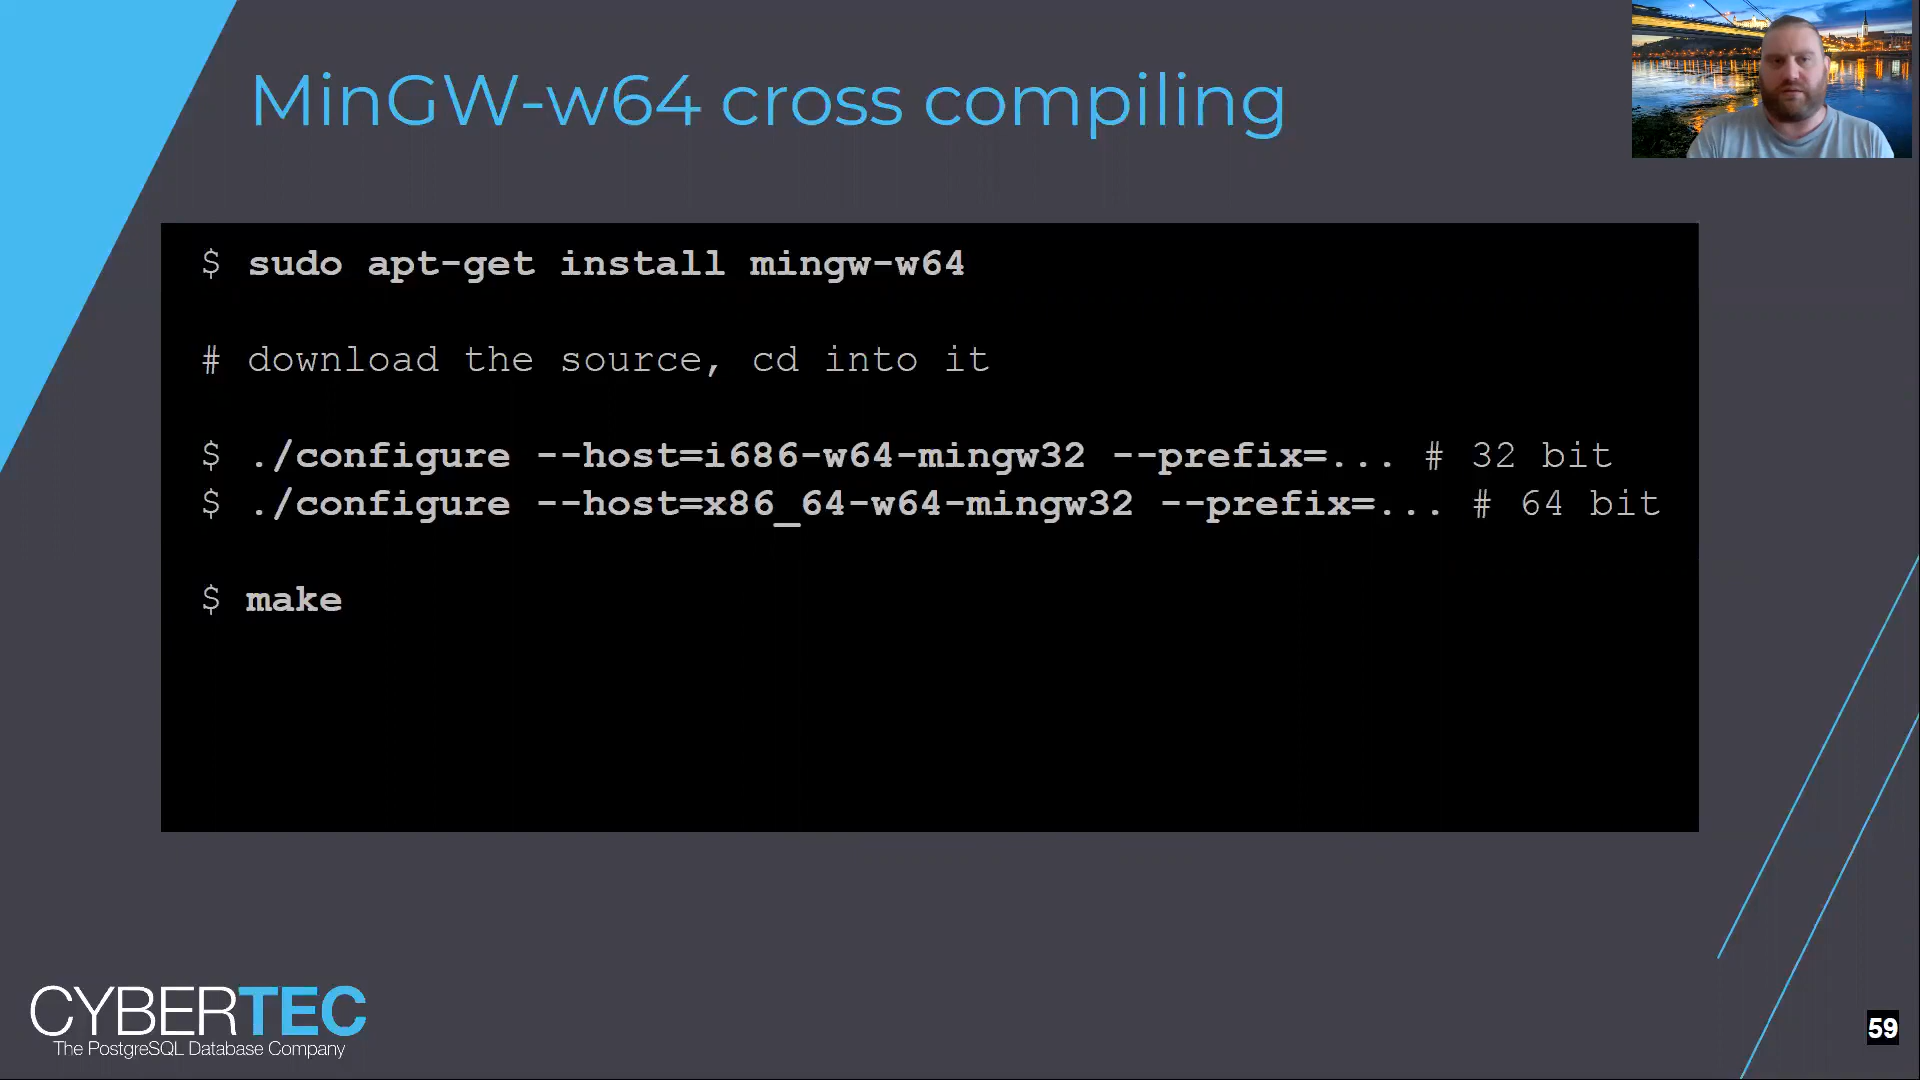 MinGW-w64 cross compiling
$ sudo apt-get install mingw-w64
# download the source, cd into it
$ ./configure --host=i686-w64-mingw32 --prefix=... # 32 bit
$ ./configure --host=x86_64-w64-mingw32 --prefix=... # 64 bit
$ make
CYBERTEC
The PostgreSQL Database Company
59